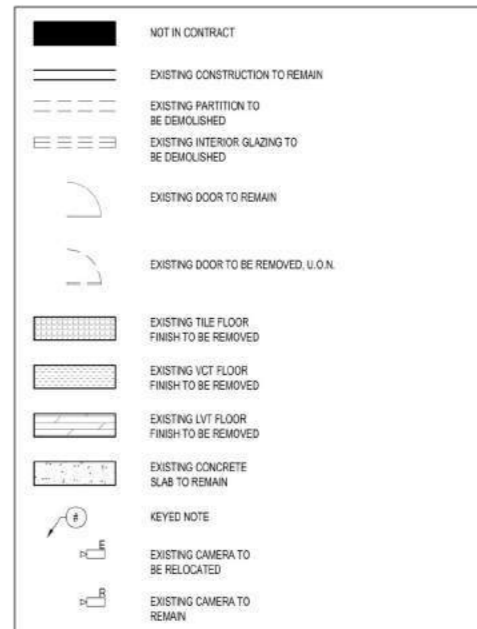 NOT IN CONTRACT
EXISTING CONSTRUCTION TO REMAIN
EXISTING PARTITION TO
BE DEMOLISHED
EXISTING INTERIOR GLAZING TO
BE DEMOLISHED
EXISTING DOOR TO REMAIN
EXISTING DOOR TO BE REMOVED, U.O.N.
EXISTING TILE FLOOR
FINISH TO BE REMOVED
EXISTING VCT FLOOR
FINISH TO BE REMOVED
EXISTING LVT FLOOR
FINISH TO BE REMOVED
EXISTING CONCRETE
SLAB TO REMAIN
# KEYED NOTE
E
EXISTING CAMERA TO
BE RELOCATED
R
EXISTING CAMERA TO
REMAIN